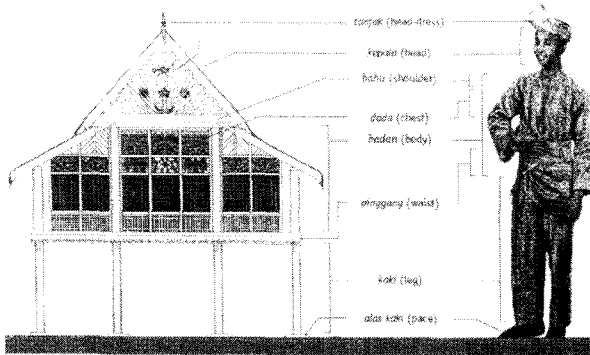 tanjak (head-dress)
kepala (head)
bahu (shoulder)
dada (chest)
badan (body)
pinggang (waist)
kaki (leg)
alas kaki (pace)